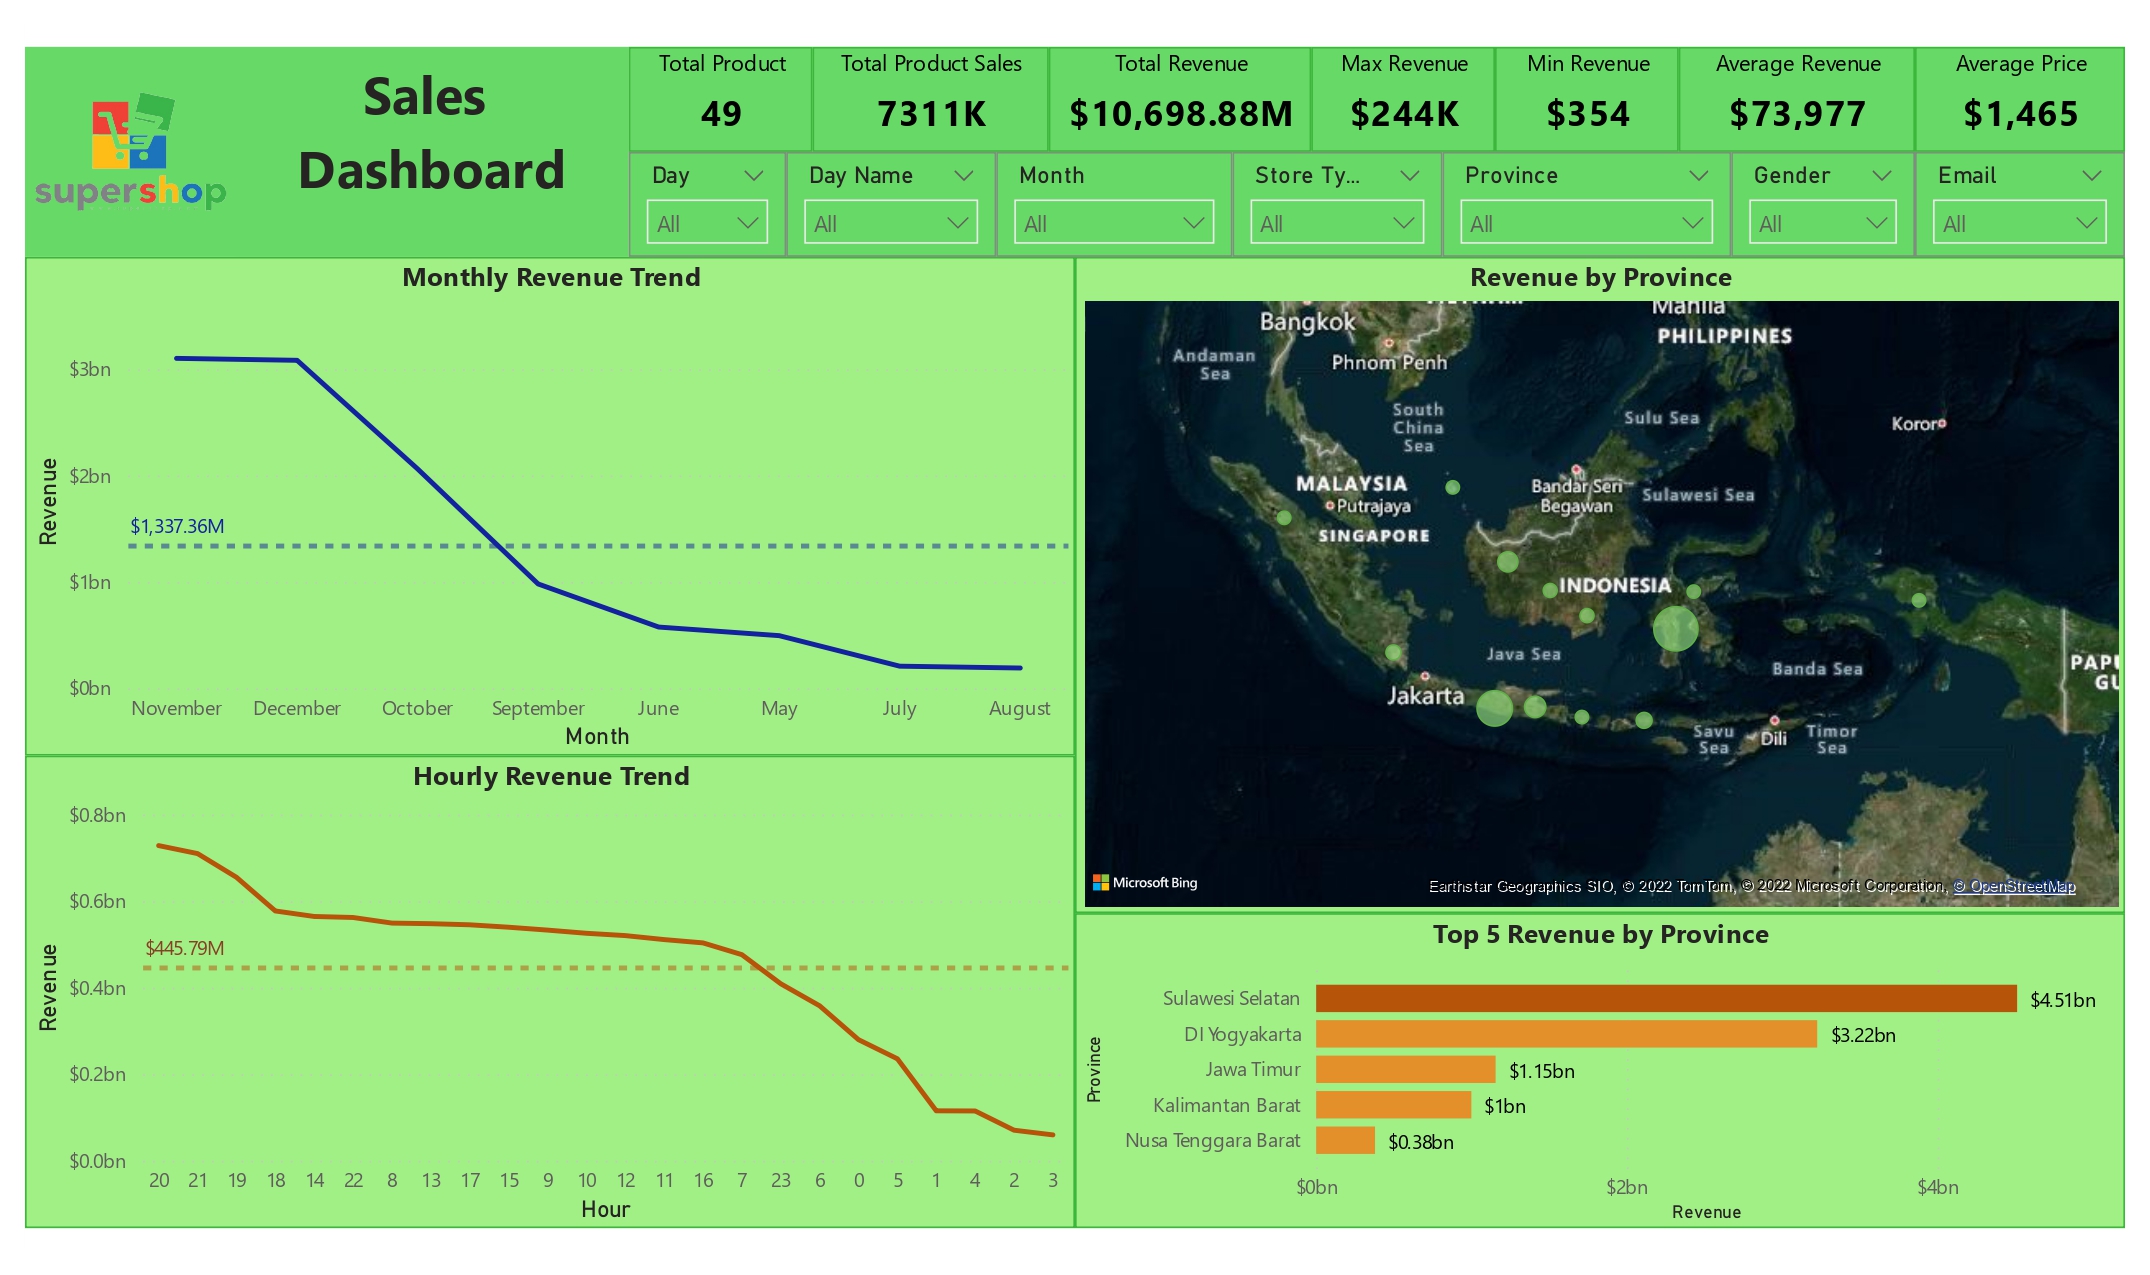 supershop
Sales
Dashboard
Total Product
49
Total Product Sales
7311K
Total Revenue
$10,698.88M
Max Revenue
$244K
Min Revenue
$354
Average Revenue
$73,977
Average Price
$1,465
Day
All
Day Name
All
Month
All
Store Ty...
All
Province
All
Gender
All
Email
All
Monthly Revenue Trend
Revenue
$3bn
$2bn
$1,337.36M
$1bn
$0bn
November December October September June May July August
Month
Hourly Revenue Trend
Revenue
$0.8bn
$0.6bn
$445.79M
$0.4bn
$0.2bn
$0.0bn
20 21 19 18 14 22 8 13 17 15 9 10 12 11 16 7 23 6 0 5 1 4 2 3
Hour
Revenue by Province
Manila
Bangkok
PHILIPPINES
Andaman
Sea
Phnom Penh
South
China
Sea
Sulu Sea
Koror
MALAYSIA
Putrajaya
SINGAPORE
Bandar Seri
Begawan
Sulawesi Sea
INDONESIA
Java Sea
Banda Sea
PAPU
GU
Jakarta
Savu
Sea
Dili
Timor
Sea
Microsoft Bing
Earthstar Geographics SIO, © 2022 TomTom, © 2022 Microsoft Corporation, © OpenStreetMap
Top 5 Revenue by Province
Province
Sulawesi Selatan $4.51bn
DI Yogyakarta $3.22bn
Jawa Timur $1.15bn
Kalimantan Barat $1bn
Nusa Tenggara Barat $0.38bn
$0bn $2bn $4bn
Revenue